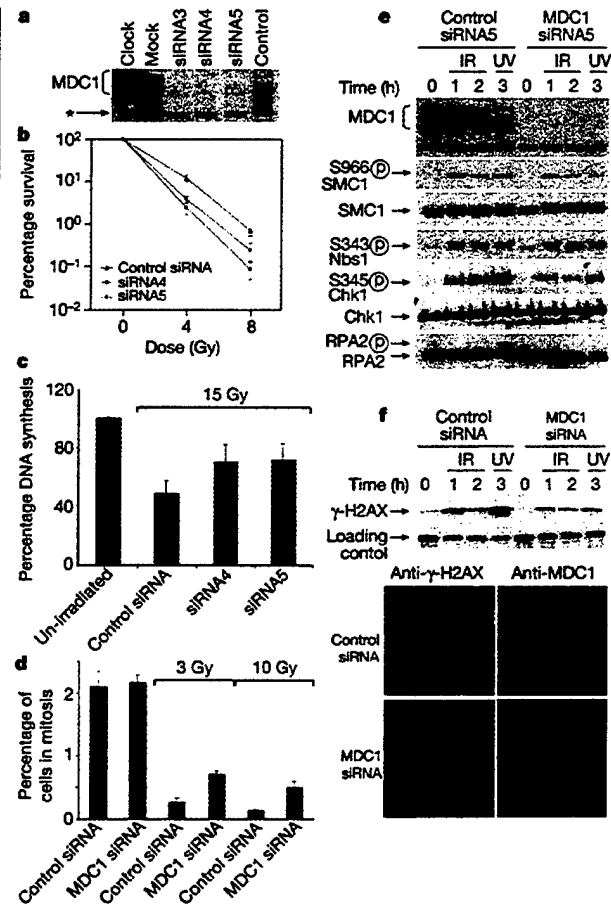 a
Clock
Mock
siRNA3
siRNA4
siRNA5
Control
MDC1
*
b
Percentage survival
10²
10¹
10⁰
10⁻¹
10⁻²
Control siRNA
siRNA4
siRNA5
0
4
8
Dose (Gy)
c
Percentage DNA synthesis
120
80
40
0
15 Gy
Un-irradiated
Control siRNA
siRNA4
siRNA5
d
Percentage of
cells in mitosis
2
1
0
3 Gy
10 Gy
Control siRNA
MDC1 siRNA
Control siRNA
MDC1 siRNA
Control siRNA
MDC1 siRNA
e
Control
siRNA5
MDC1
siRNA5
IR
UV
IR
UV
Time (h) 0 1 2 3 0 1 2 3
MDC1
S966 P
SMC1
SMC1
S343 P
Nbs1
S345 P
Chk1
Chk1
RPA2 P
RPA2
f
Control
siRNA
MDC1
siRNA
IR
UV
IR
UV
Time (h) 0 1 2 3 0 1 2 3
γ-H2AX
Loading
contol
Anti-γ-H2AX
Anti-MDC1
Control
siRNA
MDC1
siRNA